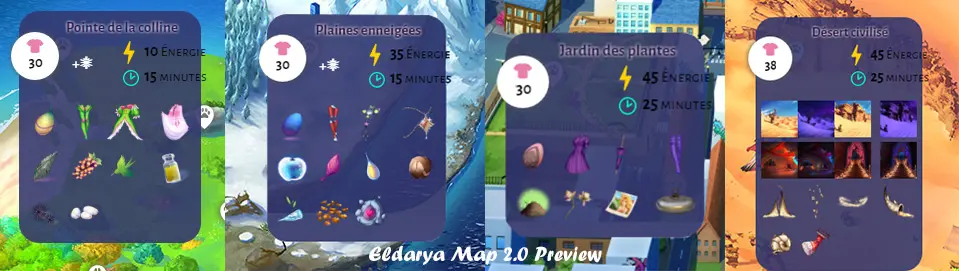 Pointe de la colline
30
10 ÉNERGIE
15 MINUTES
Plaines enneigées
30
35 ÉNERGIE
15 MINUTES
Jardin des plantes
30
45 ÉNERGIE
25 MINUTES
Désert civilisé
38
45 ÉNERGIE
25 MINUTES
Eldarya Map 2.0 Preview